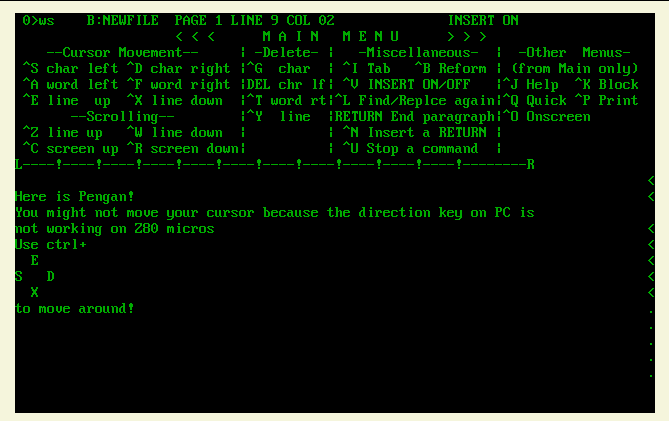 0>ws    B:NEWFILE  PAGE 1 LINE 9 COL 02              INSERT ON
< < <      M A I N   M E N U      > > >
--Cursor Movement--     | -Delete- |   -Miscellaneous-  | -Other  Menus-
^S char left ^D char right |^G  char  | ^I Tab   ^B Reform | (from Main only)
^A word left ^F word right |DEL chr lf| ^V INSERT ON/OFF   |^J Help  ^K Block
^E line  up  ^X line down  |^T word rt|^L Find/Replce again|^Q Quick ^P Print
--Scrolling--        |^Y  line  |RETURN End paragraph|^O Onscreen
^Z line up   ^W line down  |          | ^N Insert a RETURN |
^C screen up ^R screen down|          | ^U Stop a command  |
L----!----!----!----!----!----!----!----!----!----!----!--------R
<
Here is Pengan!                                                                <
You might not move your cursor because the direction key on PC is
not working on Z80 micros                                                      <
Use ctrl+                                                                      <
E                                                                            <
S   D                                                                          <
X                                                                            <
to move around!                                                                .
.
.
.
.